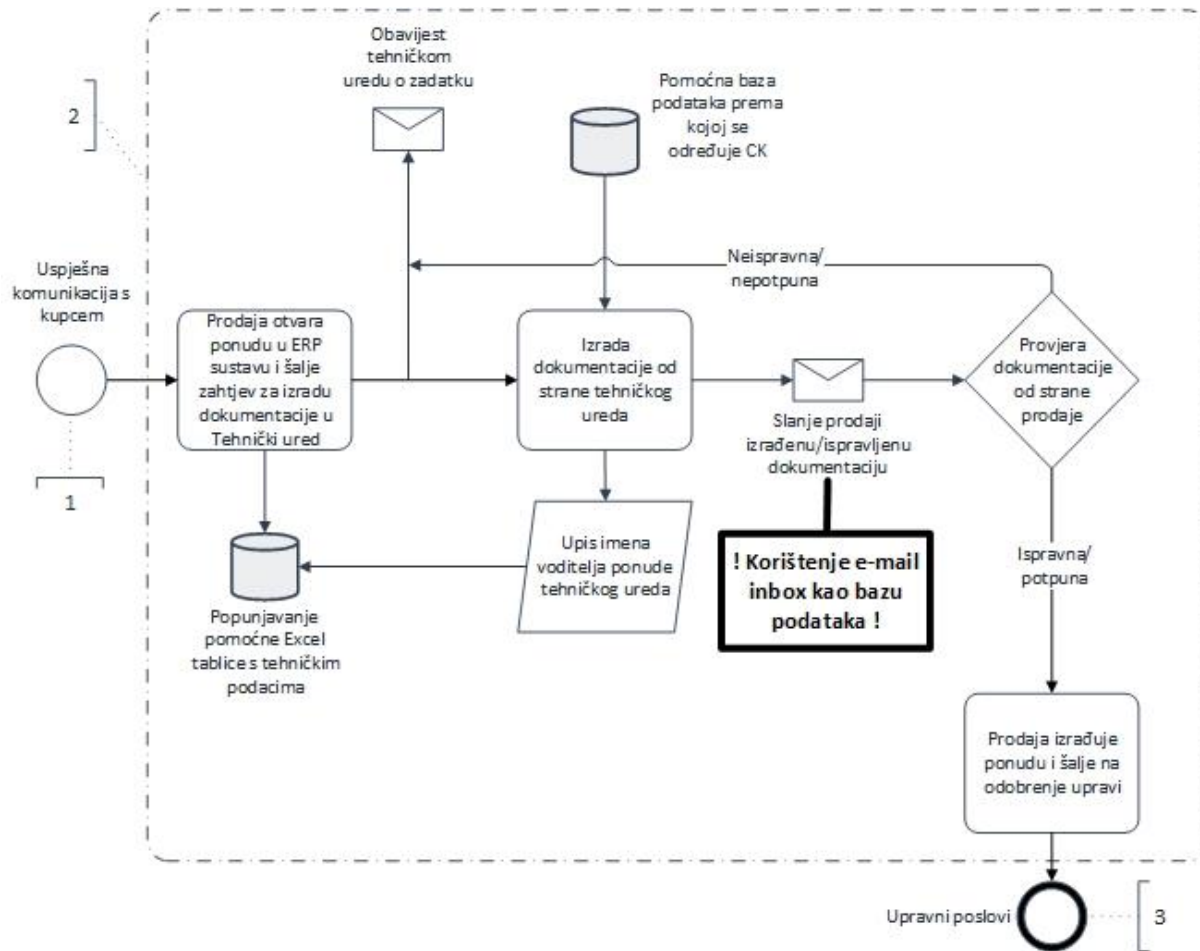 Obavijest
tehničkom
uredu o zadatku
2
Pomoćna baza
podataka prema
kojoj se
određuje CK
Uspješna
komunikacija s
kupcem
Neispravna/
nepotpuna
Prodaja otvara
ponudu u ERP
sustavu i šalje
zahtjev za izradu
dokumentacije u
Tehnički ured
Izrada
dokumentacije od
strane tehničkog
ureda
Provjera
dokumentacije
od strane
prodaje
Slanje prodaji
izrađenu/ispravljenu
dokumentaciju
1
! Korištenje e-mail
inbox kao bazu
podataka !
Upis imena
voditelja ponude
tehničkog ureda
Ispravna/
potpuna
Popunjavanje
pomoćne Excel
tablice s tehničkim
podacima
Prodaja izrađuje
ponudu i šalje na
odobrenje upravi
Upravni poslovi
3